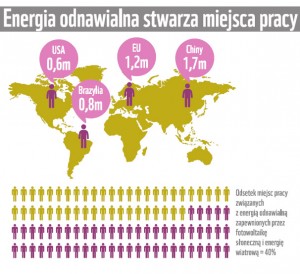 Energia odnawialna stwarza miejsca pracy
USA
0,6m
EU
1,2m
Chiny
1,7m
Brazylia
0,8m
Odsetek miejsc pracy
związanych
z energią odnawialną
zapewnionych przez
fotowoltaikę
słoneczną i energię
wiatrową = 40%